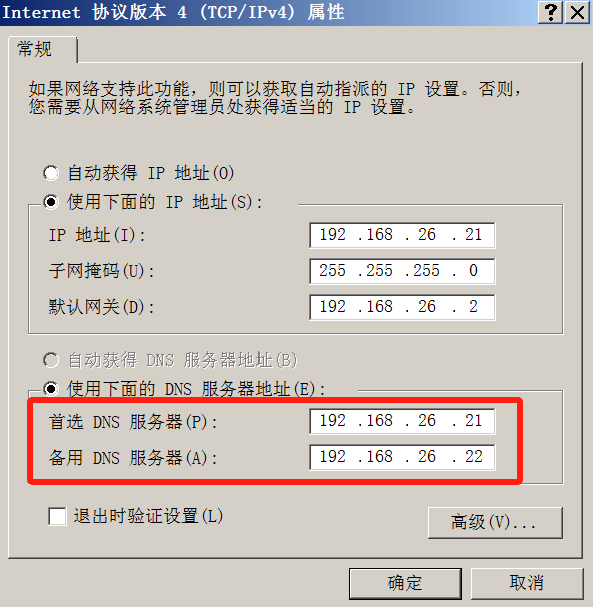 Internet 协议版本 4 (TCP/IPv4) 属性
常规
如果网络支持此功能，则可以获取自动指派的 IP 设置。否则，
您需要从网络系统管理员处获得适当的 IP 设置。
自动获得 IP 地址(O)
使用下面的 IP 地址(S):
IP 地址(I): 192 .168 .26 .21
子网掩码(U): 255 .255 .255 .0
默认网关(D): 192 .168 .26 .2
自动获得 DNS 服务器地址(B)
使用下面的 DNS 服务器地址(E):
首选 DNS 服务器(P): 192 .168 .26 .21
备用 DNS 服务器(A): 192 .168 .26 .22
退出时验证设置(L)
高级(V)...
确定 取消